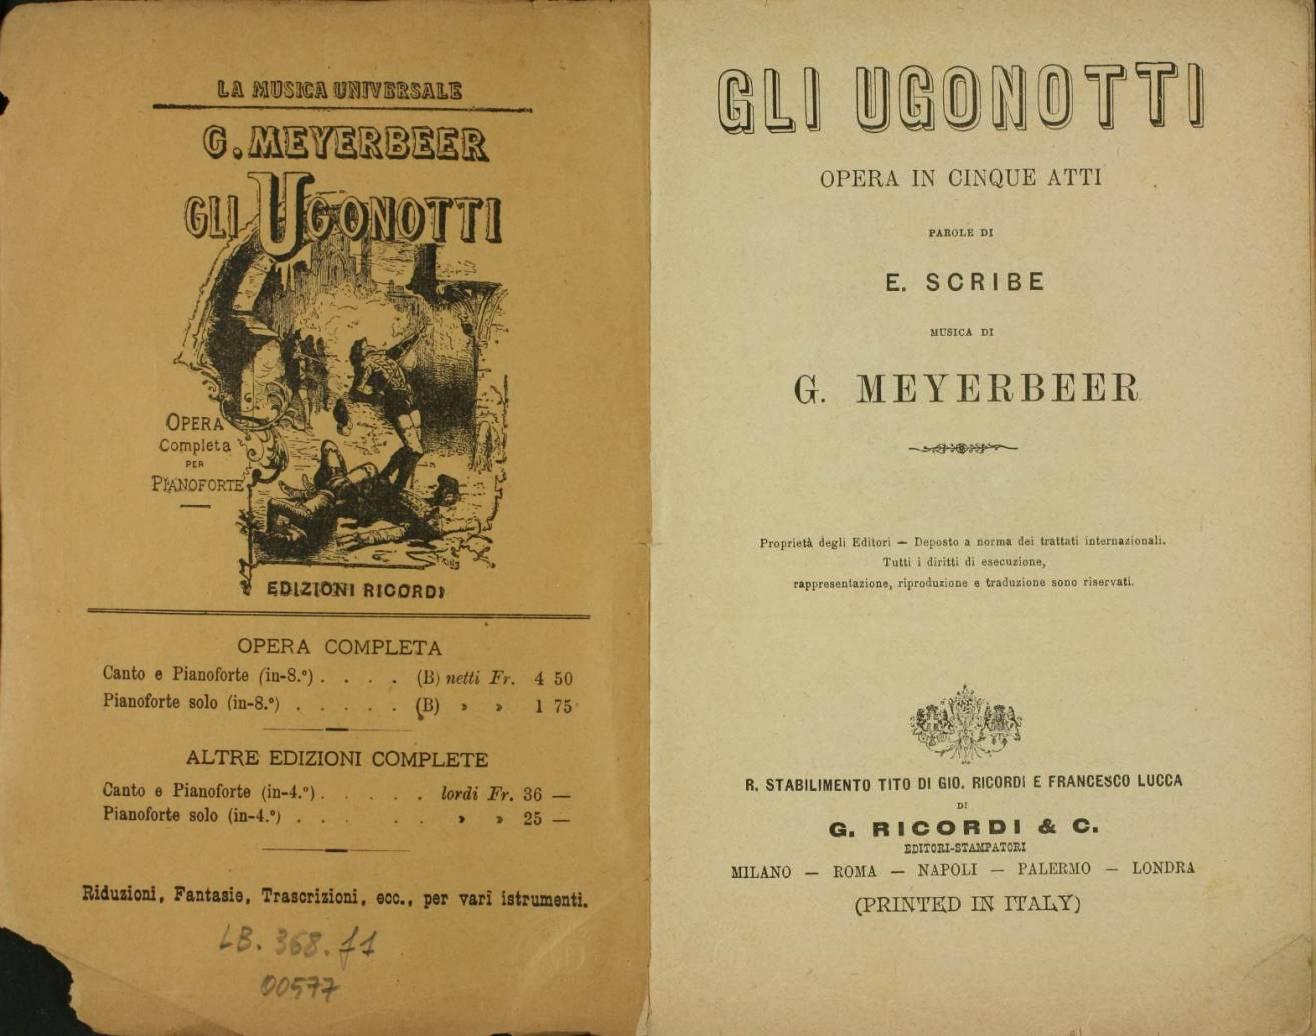 LA MUSICA UNIVERSALE
G. MEYERBEER
GLI UGONOTTI
OPERA
Completa
PER
PIANOFORTE
EDIZIONI RICORDI
OPERA COMPLETA
Canto e Pianoforte (in-8.º) . . . . (B) netti Fr. 4 50
Pianoforte solo (in-8.º) . . . . . (B) » » 1 75
ALTRE EDIZIONI COMPLETE
Canto e Pianoforte (in-4.º) . . . . . lordi Fr. 36 —
Pianoforte solo (in-4.º) . . . . . » » 25 —
Riduzioni, Fantasie, Trascrizioni, ecc., per varî istrumenti.
LB. 368. f1
00577
GLI UGONOTTI
OPERA IN CINQUE ATTI
PAROLE DI
E. SCRIBE
MUSICA DI
G. MEYERBEER
Proprietà degli Editori — Deposto a norma dei trattati internazionali.
Tutti i diritti di esecuzione,
rappresentazione, riproduzione e traduzione sono riservati.
R. STABILIMENTO TITO DI GIO. RICORDI E FRANCESCO LUCCA
DI
G. RICORDI & C.
EDITORI-STAMPATORI
MILANO — ROMA — NAPOLI — PALERMO — LONDRA
(PRINTED IN ITALY)